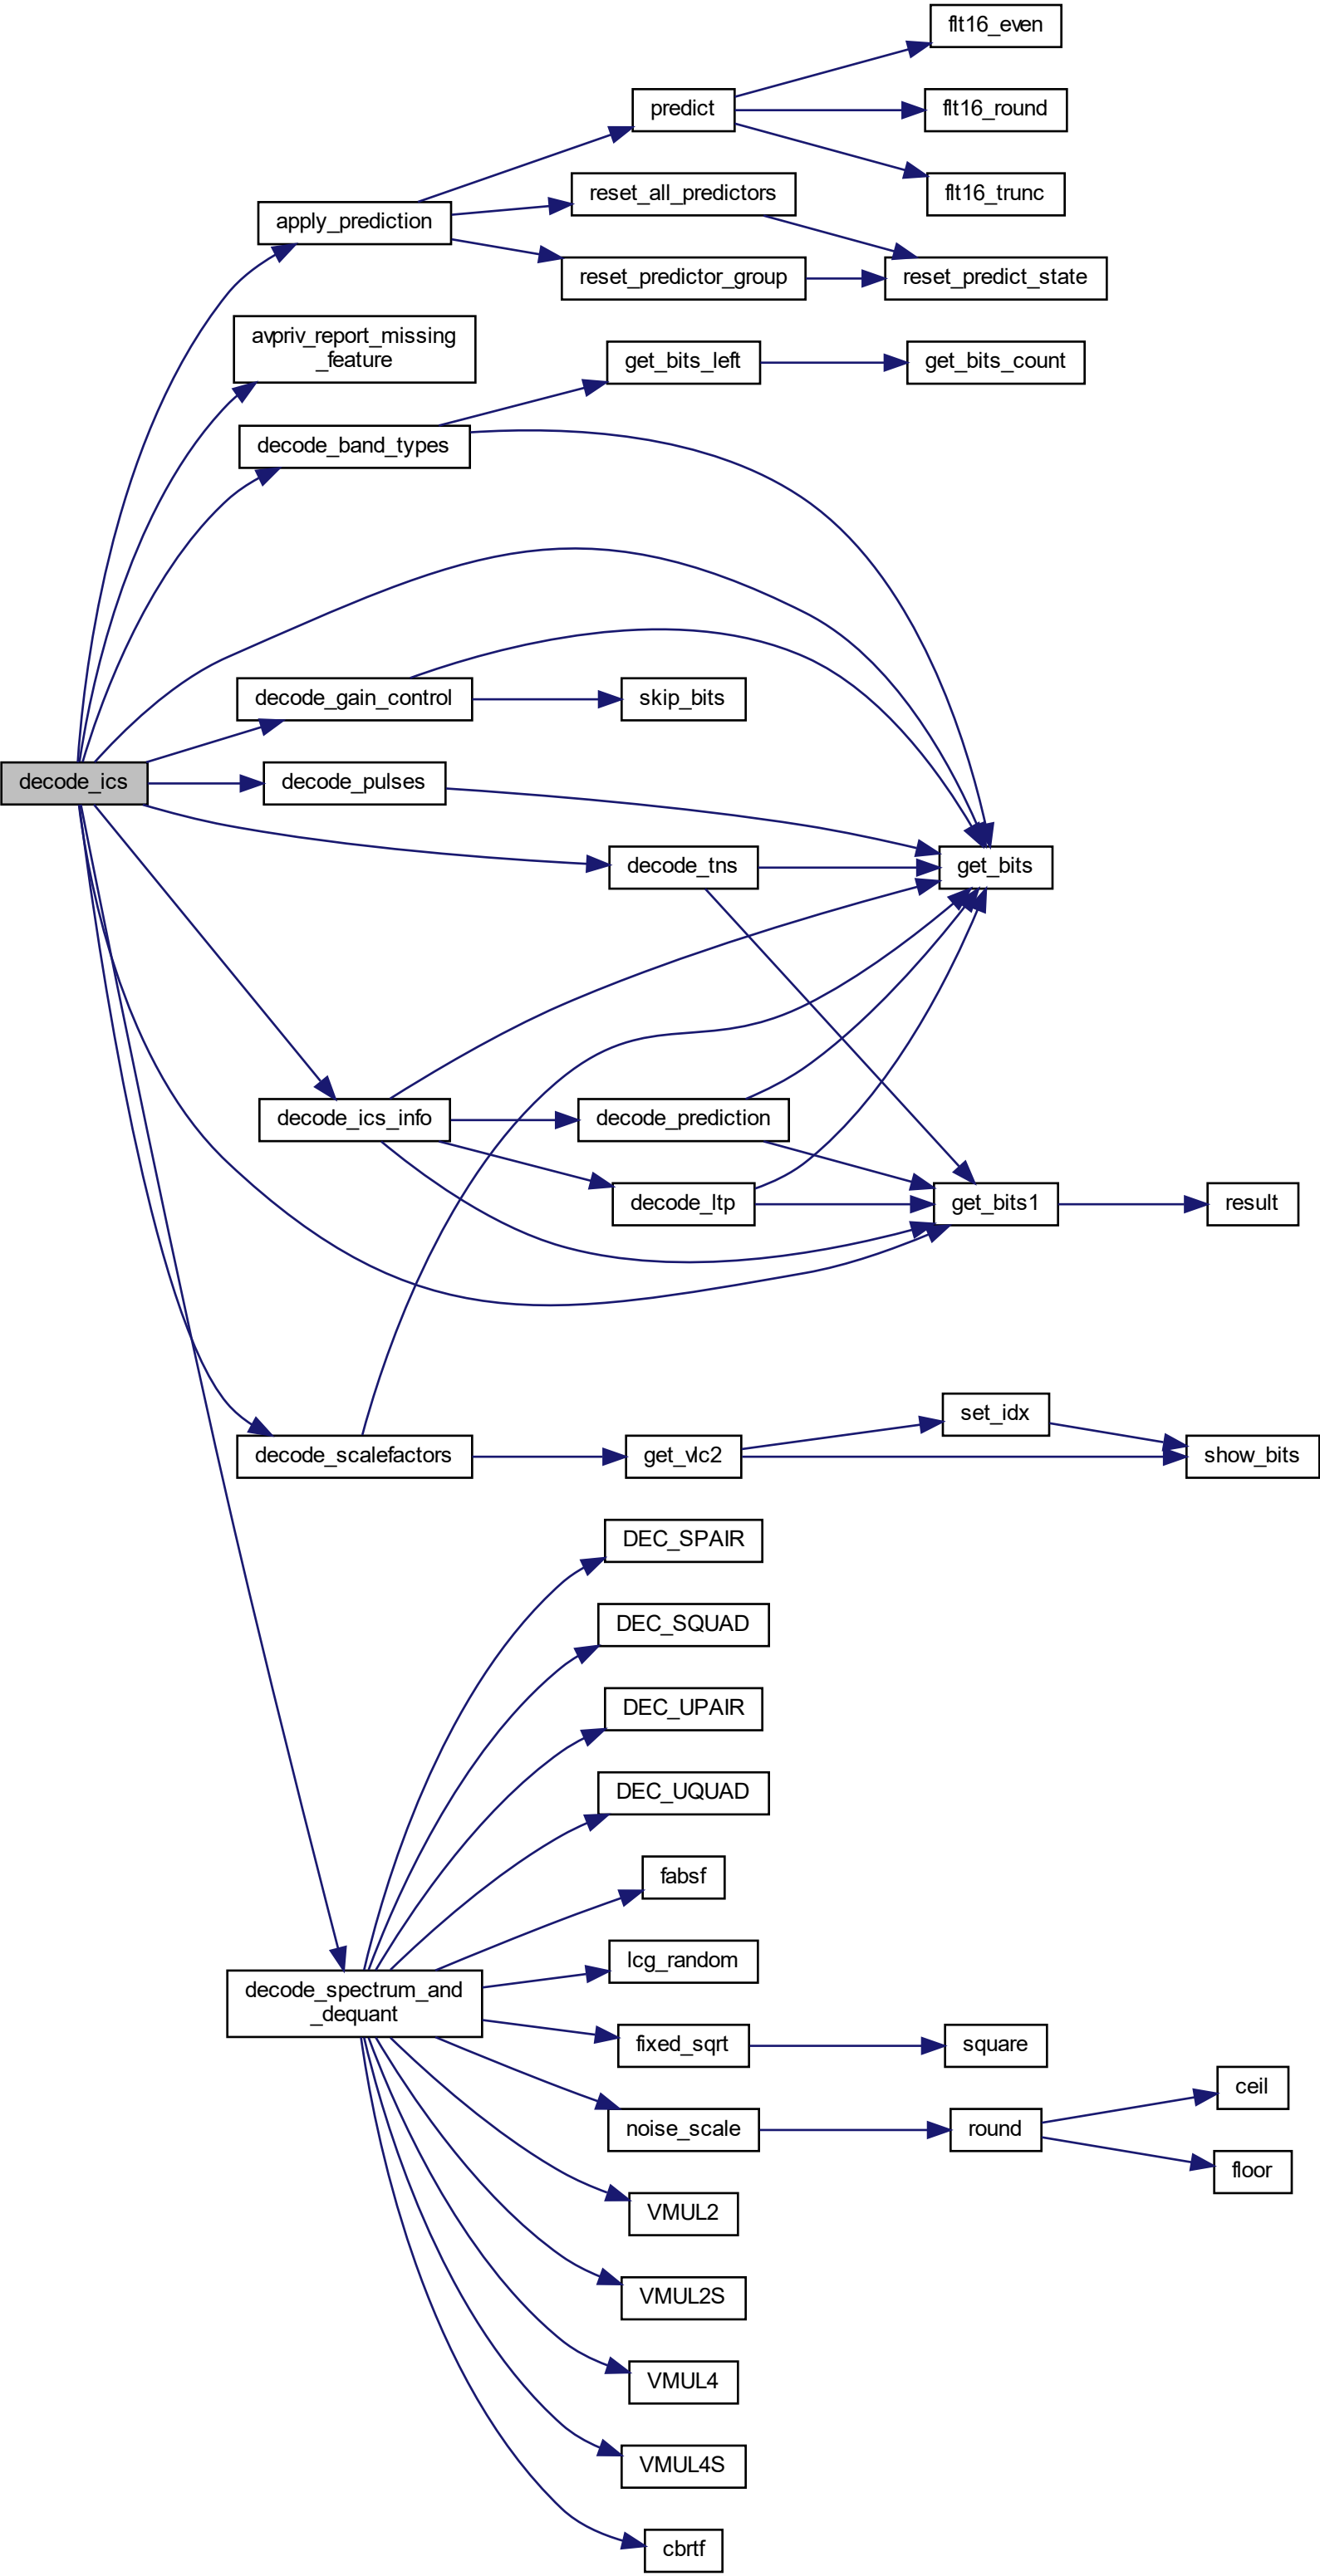 flt16_even
predict
flt16_round
reset_all_predictors
flt16_trunc
apply_prediction
reset_predictor_group
reset_predict_state
avpriv_report_missing
_feature
get_bits_left
get_bits_count
decode_band_types
decode_gain_control
skip_bits
decode_ics
decode_pulses
decode_tns
get_bits
decode_ics_info
decode_prediction
decode_ltp
get_bits1
result
set_idx
decode_scalefactors
get_vlc2
show_bits
DEC_SPAIR
DEC_SQUAD
DEC_UPAIR
DEC_UQUAD
fabsf
lcg_random
decode_spectrum_and
_dequant
fixed_sqrt
square
ceil
noise_scale
round
floor
VMUL2
VMUL2S
VMUL4
VMUL4S
cbrtf